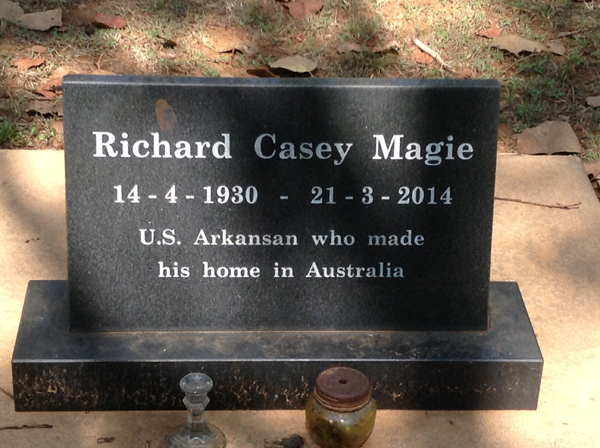 Richard Casey Magie
14 - 4 - 1930 - 21 - 3 - 2014
U.S. Arkansan who made
his home in Australia